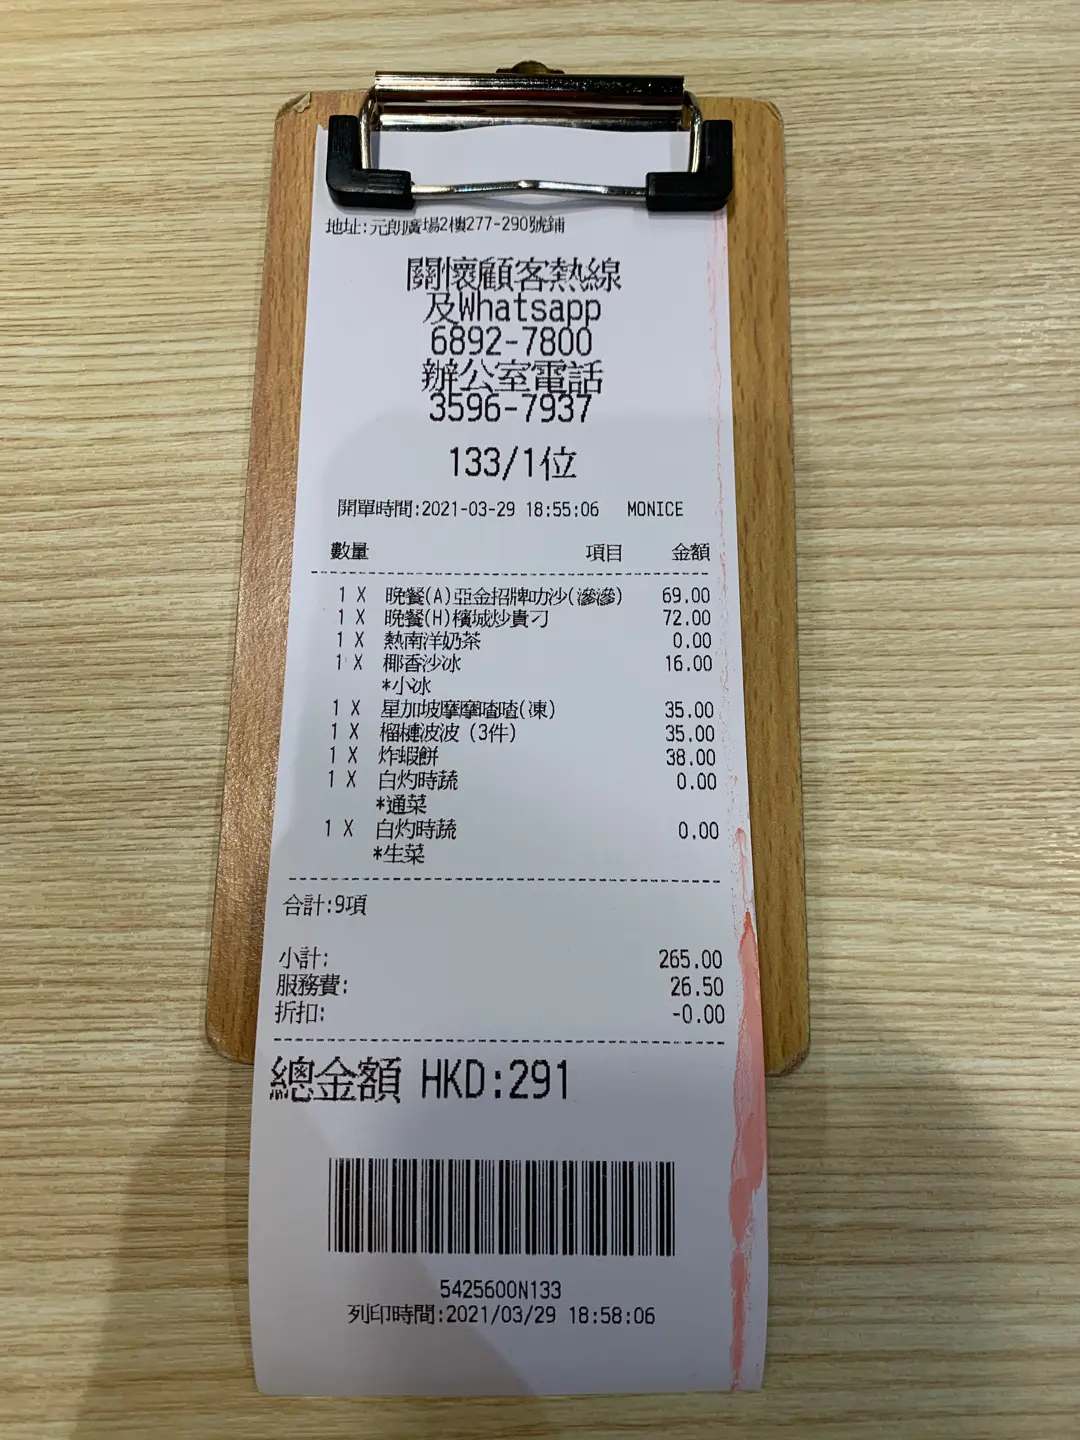 地址:元朗廣場2樓277-290號鋪
關懷顧客熱線
及Whatsapp
6892-7800
辦公室電話
3596-7937
133/1位
開單時間:2021-03-29 18:55:06 MONICE
數量 項目 金額
1 X 晚餐(A)亞金招牌叻沙(滲滲) 69.00
1 X 晚餐(H)檳城炒貴刁 72.00
1 X 熱南洋奶茶 0.00
1 X 椰香沙冰 16.00
*小冰
1 X 星加坡摩摩喳喳(凍) 35.00
1 X 榴槤波波 (3件) 35.00
1 X 炸蝦餅 38.00
1 X 白灼時蔬 0.00
*通菜
1 X 白灼時蔬 0.00
*生菜
合計:9項
小計: 265.00
服務費: 26.50
折扣: -0.00
總金額 HKD:291
5425600N133
列印時間:2021/03/29 18:58:06